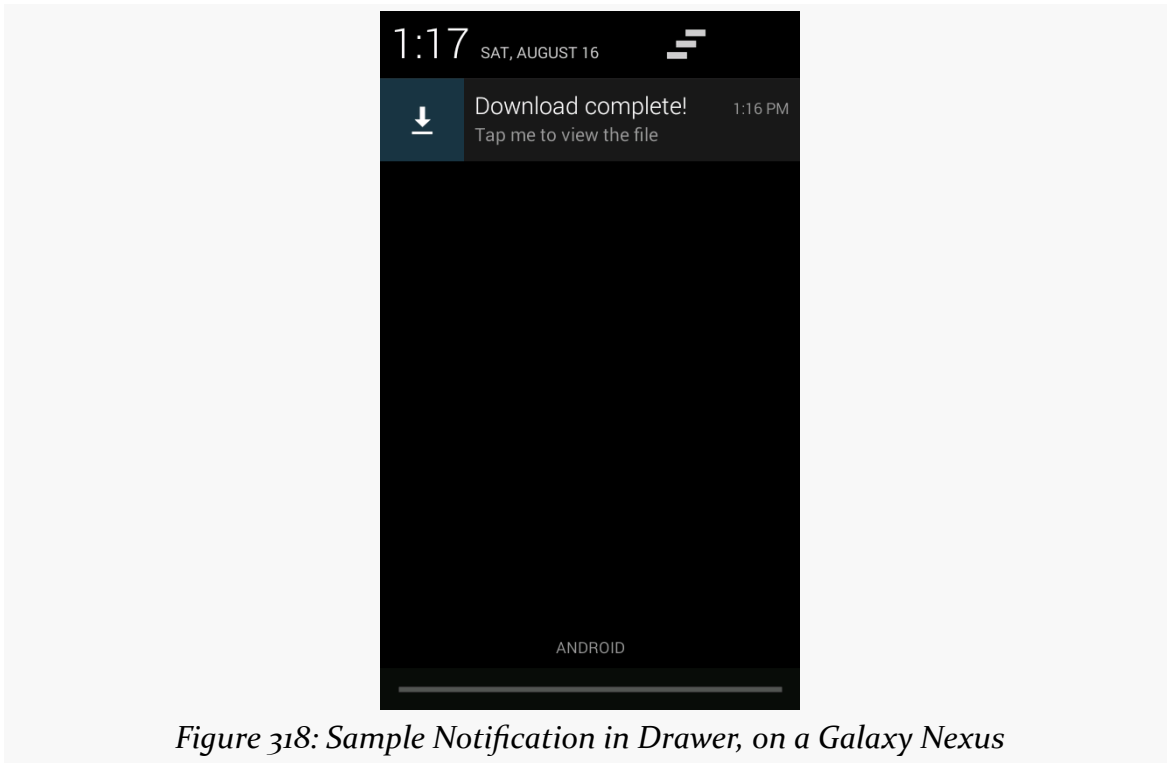 1:17 SAT, AUGUST 16
Download complete! 1:16 PM
Tap me to view the file
ANDROID
Figure 318: Sample Notification in Drawer, on a Galaxy Nexus